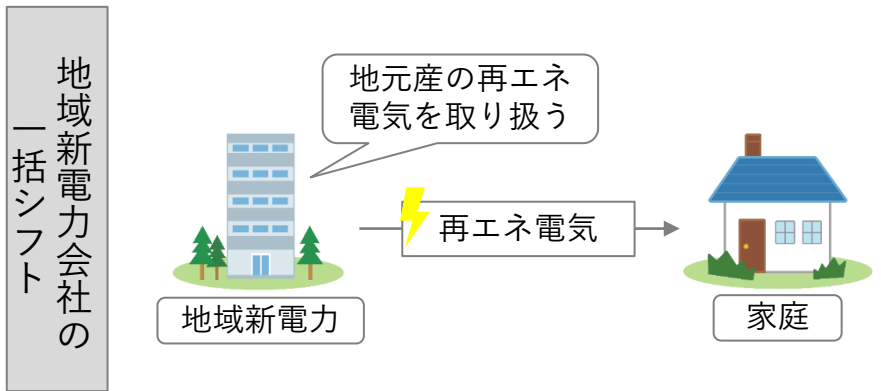 地域新電力会社の
一括シフト
地元産の再エネ
電気を取り扱う
再エネ電気
地域新電力
家庭